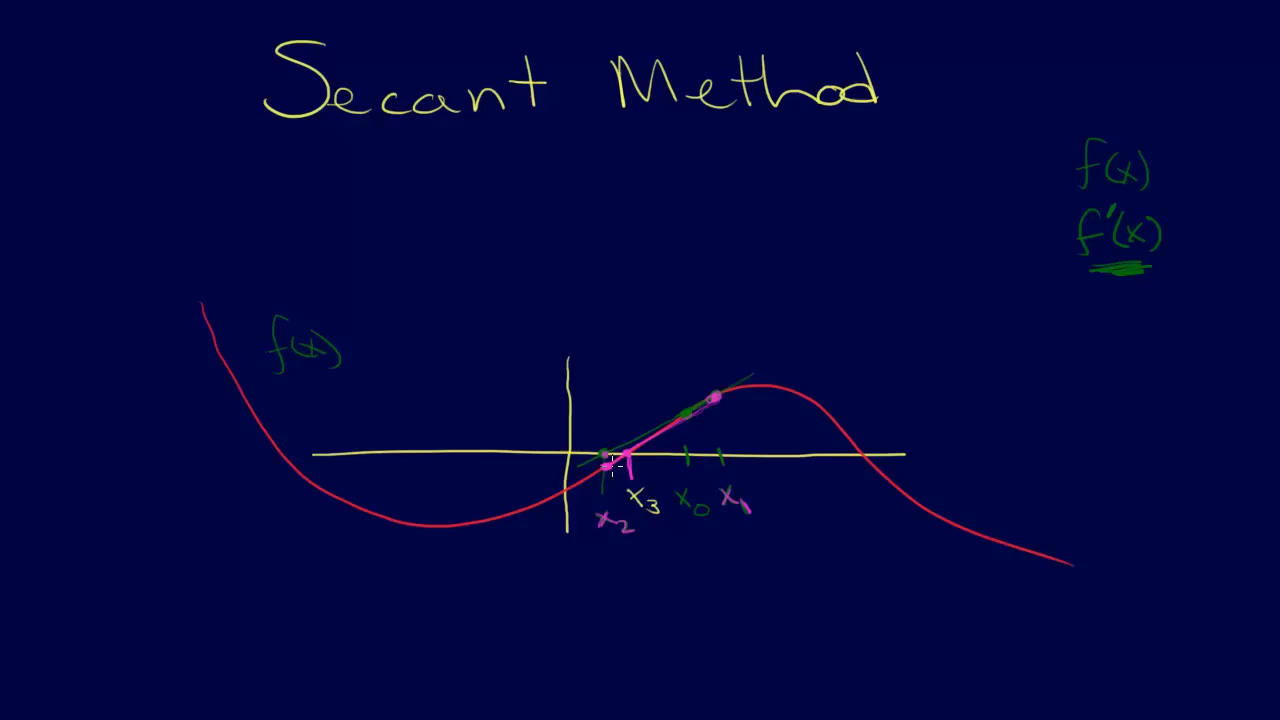 Secant Method
f(x)
f'(x)
f(x)
x₃ x₀ x₁
x₂